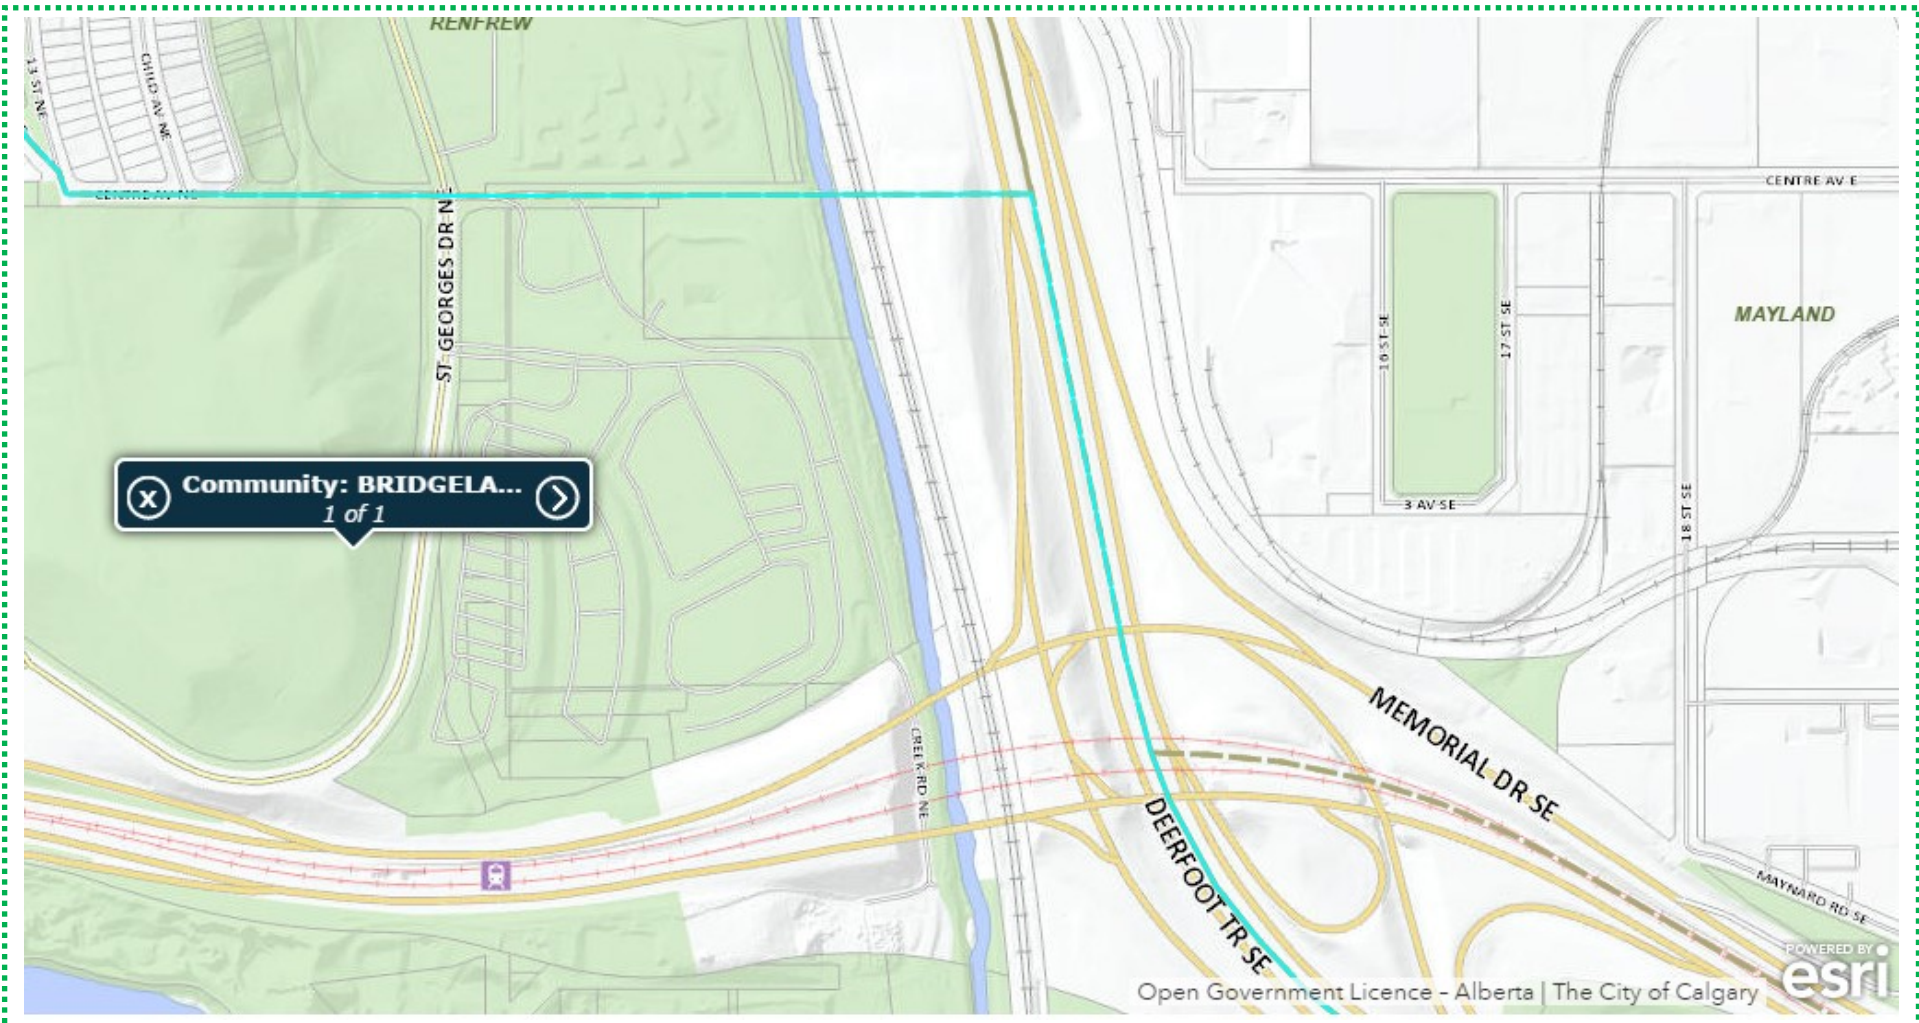 RENFREW
13 ST NE
CHILD AV NE
CENTRE AV NE
CENTRE AV E
ST GEORGES DR NE
16 ST SE
17 ST SE
MAYLAND
Community: BRIDGELA...
1 of 1
3 AV SE
18 ST SE
MEMORIAL DR SE
CREEK RD NE
DEERFOOT TR SE
MAYNARD RD SE
POWERED BY
esri
Open Government Licence - Alberta | The City of Calgary